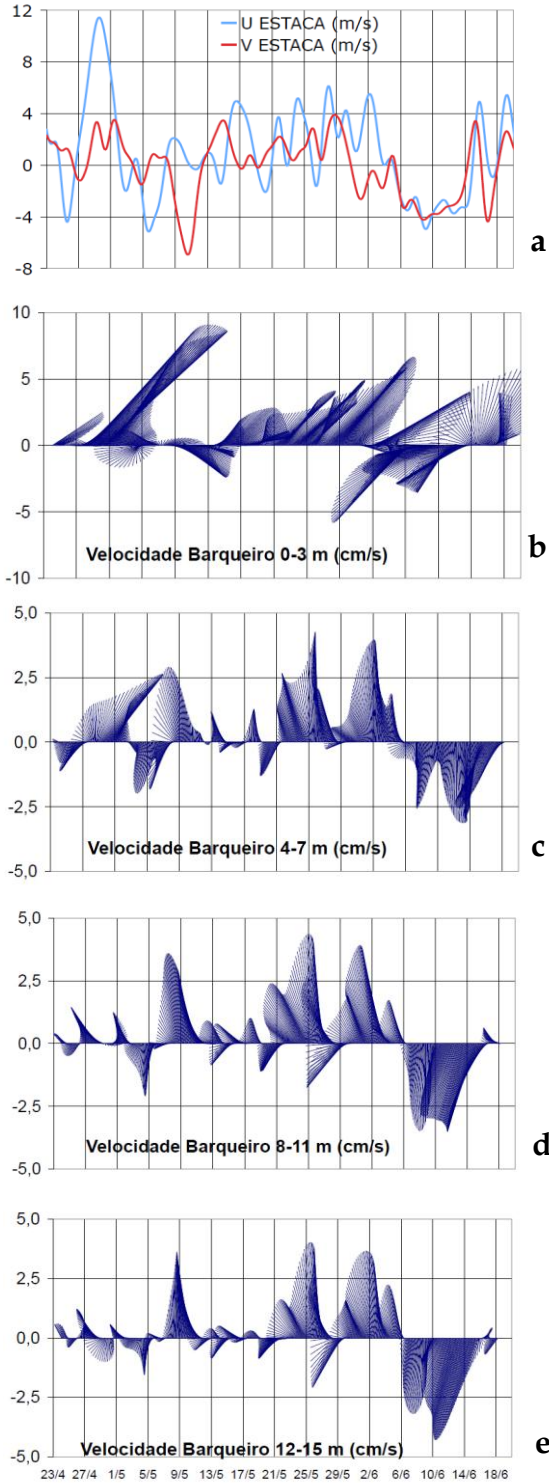 12
8
4
0
-4
-8
U ESTACA (m/s)
V ESTACA (m/s)
a
10
5
0
-5
-10
Velocidade Barqueiro 0-3 m (cm/s)
b
5,0
2,5
0,0
-2,5
-5,0
Velocidade Barqueiro 4-7 m (cm/s)
c
5,0
2,5
0,0
-2,5
-5,0
Velocidade Barqueiro 8-11 m (cm/s)
d
5,0
2,5
0,0
-2,5
-5,0
Velocidade Barqueiro 12-15 m (cm/s)
e
23/4 27/4 1/5 5/5 9/5 13/5 17/5 21/5 25/5 29/5 2/6 6/6 10/6 14/6 18/6